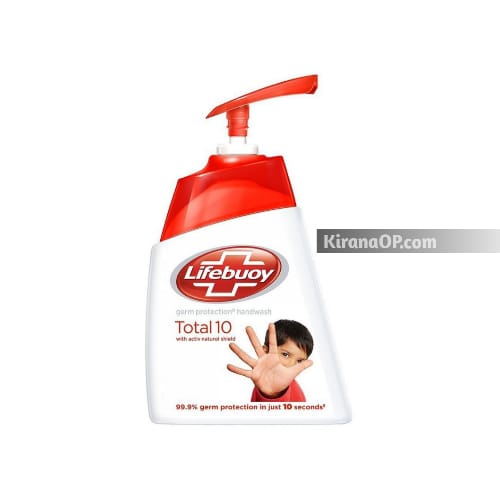 KiranaOP.com
Lifebuoy
germ protection⁺ handwash
Total 10
with activ naturol shield
99.9% germ protection in just 10 seconds‡